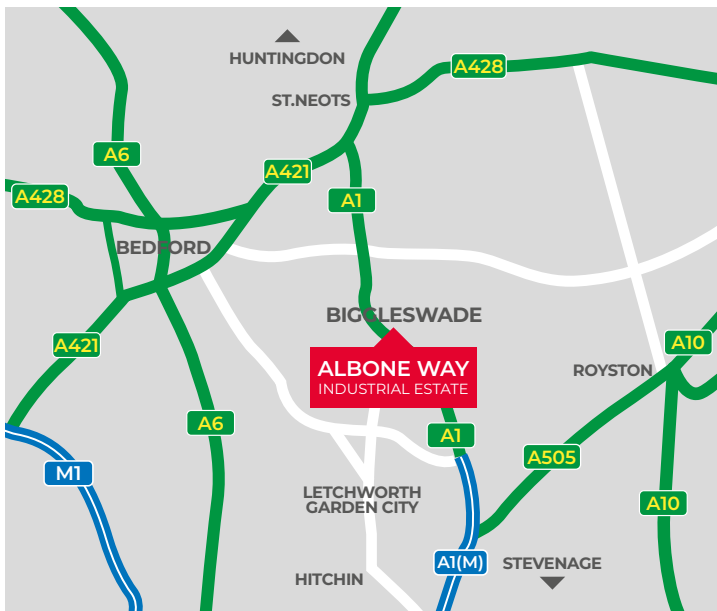 HUNTINGDON
A428
ST.NEOTS
A6
A421
A428
A1
BEDFORD
BIGGLESWADE
A421
ALBONE WAY
INDUSTRIAL ESTATE
A10
ROYSTON
A6
A1
A505
M1
LETCHWORTH
GARDEN CITY
A10
A1(M)
STEVENAGE
HITCHIN